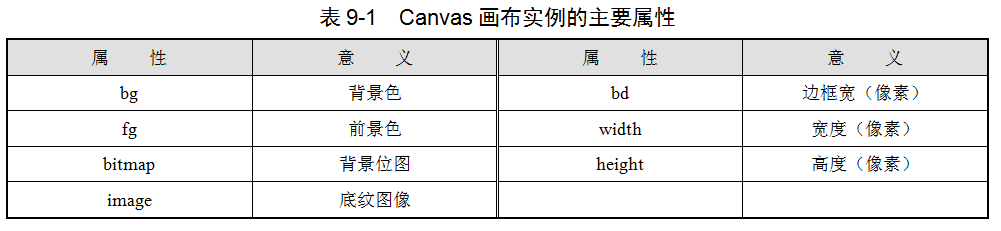 表 9-1 Canvas 画布实例的主要属性
属 性 意 义 属 性 意 义
bg 背景色 bd 边框宽（像素）
fg 前景色 width 宽度（像素）
bitmap 背景位图 height 高度（像素）
image 底纹图像